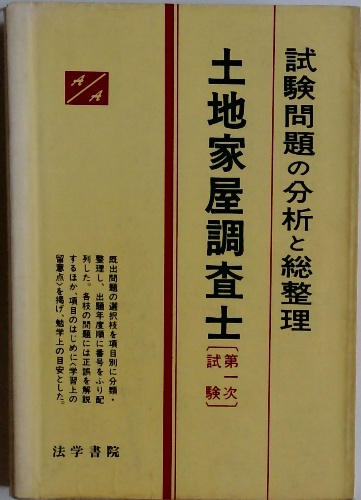 試験問題の分析と総整理
土地家屋調査士
〔第一次
試験〕
A/A
既出問題の選択枝を項目別に分類・
整理し、出題年度順に番号をふり配
列した。各枝の問題には正誤を解説
するほか、項目のはじめに〈学習上の
留意点〉を掲げ、勉学上の目安とした。
法学書院